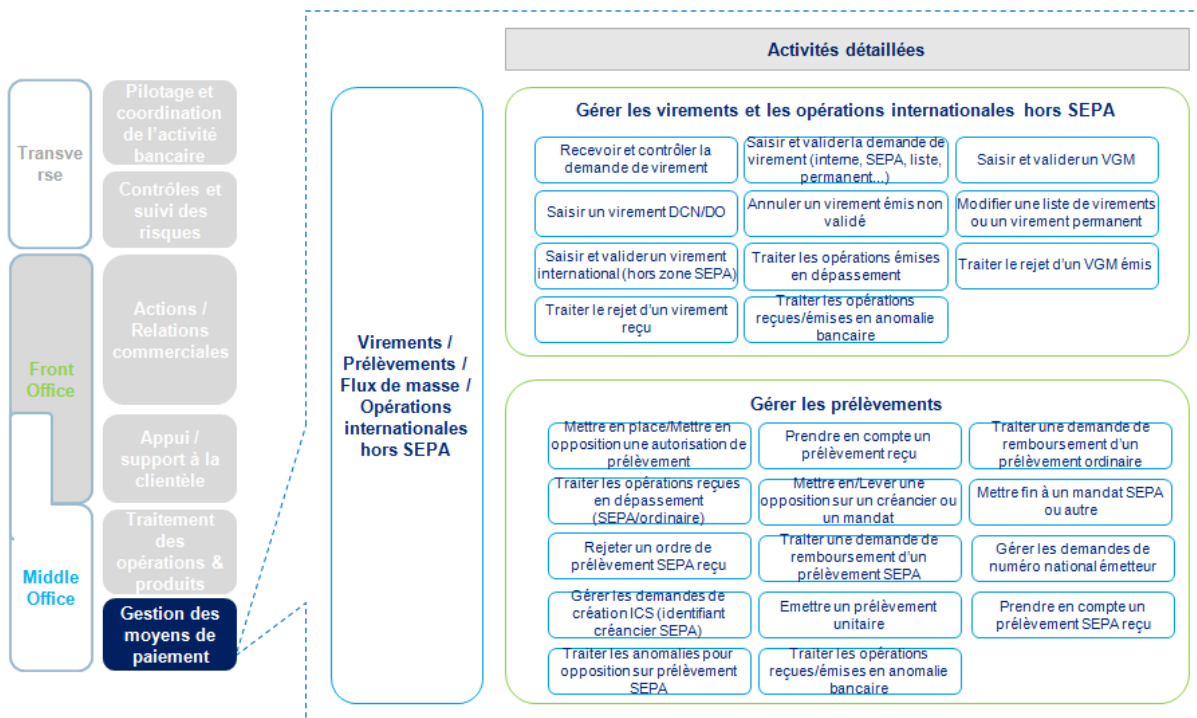 Activités détaillées
Transve
rse
Front
Office
Middle
Office
Pilotage et
coordination
de l'activité
bancaire
Contrôles et
suivi des
risques
Actions /
Relations
commerciales
Appui /
support à la
clientèle
Traitement
des
opérations &
produits
Gestion des
moyens de
paiement
Virements /
Prélèvements /
Flux de masse /
Opérations
internationales
hors SEPA
Gérer les virements et les opérations internationales hors SEPA
Recevoir et contrôler la
demande de virement
Saisir et valider la demande de
virement (interne, SEPA, liste,
permanent...)
Saisir et valider un VGM
Saisir un virement DCN/DO
Annuler un virement émis non
validé
Modifier une liste de virements
ou un virement permanent
Saisir et valider un virement
international (hors zone SEPA)
Traiter les opérations émises
en dépassement
Traiter le rejet d'un VGM émis
Traiter le rejet d'un virement
reçu
Traiter les opérations
reçues/émises en anomalie
bancaire
Gérer les prélèvements
Mettre en place/Mettre en
opposition une autorisation de
prélèvement
Prendre en compte un
prélèvement reçu
Traiter une demande de
remboursement d'un
prélèvement ordinaire
Traiter les opérations reçues
en dépassement
(SEPA/ordinaire)
Mettre en/Lever une
opposition sur un créancier ou
un mandat
Mettre fin à un mandat SEPA
ou autre
Rejeter un ordre de
prélèvement SEPA reçu
Traiter une demande de
remboursement d'un
prélèvement SEPA
Gérer les demandes de
numéro national émetteur
Gérer les demandes de
création ICS (identifiant
créancier SEPA)
Emettre un prélèvement
unitaire
Prendre en compte un
prélèvement SEPA reçu
Traiter les anomalies pour
opposition sur prélèvement
SEPA
Traiter les opérations
reçues/émises en anomalie
bancaire